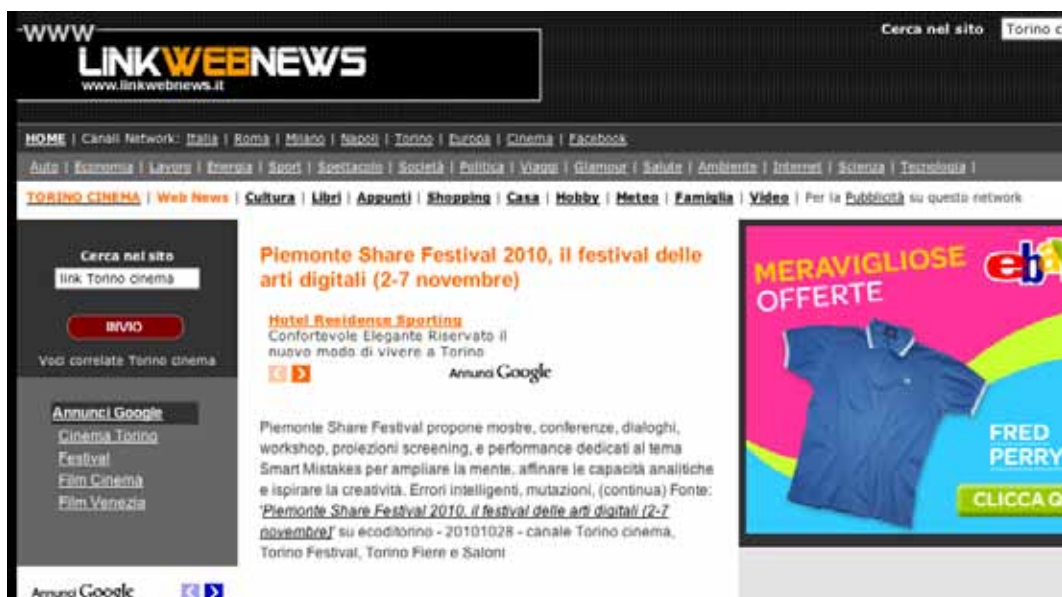 WWW
LINKWEBNEWS
www.linkwebnews.it
Cerca nel sito Torino c
HOME | Canali Network: Italia | Roma | Milano | Napoli | Torino | Europa | Cinema | Facebook
Auto | Economia | Lavoro | Energia | Sport | Spettacolo | Società | Politica | Viaggi | Glamour | Salute | Ambiente | Internet | Scienza | Tecnologia |
TORINO CINEMA | Web News | Cultura | Libri | Appunti | Shopping | Casa | Hobby | Meteo | Famiglia | Video | Per la Pubblicità su questo network
Cerca nel sito
link Torino cinema
INVIO
Voci correlate Torino cinema
Annunci Google
Cinema Torino
Festival
Film Cinema
Film Venezia
Annunci Google
Piemonte Share Festival 2010, il festival delle
arti digitali (2-7 novembre)
Hotel Residence Sporting
Confortevole Elegante Riservato il
nuovo modo di vivere a Torino
Annunci Google
Piemonte Share Festival propone mostre, conferenze, dialoghi,
workshop, proiezioni screening, e performance dedicati al tema
Smart Mistakes per ampliare la mente, affinare le capacità analitiche
e ispirare la creatività. Errori intelligenti, mutazioni, (continua) Fonte:
'Piemonte Share Festival 2010, il festival delle arti digitali (2-7
novembre)' su ecoditorino - 20101028 - canale Torino cinema,
Torino Festival, Torino Fiere e Saloni
MERAVIGLIOSE
OFFERTE
eba
FRED
PERRY
CLICCA Q